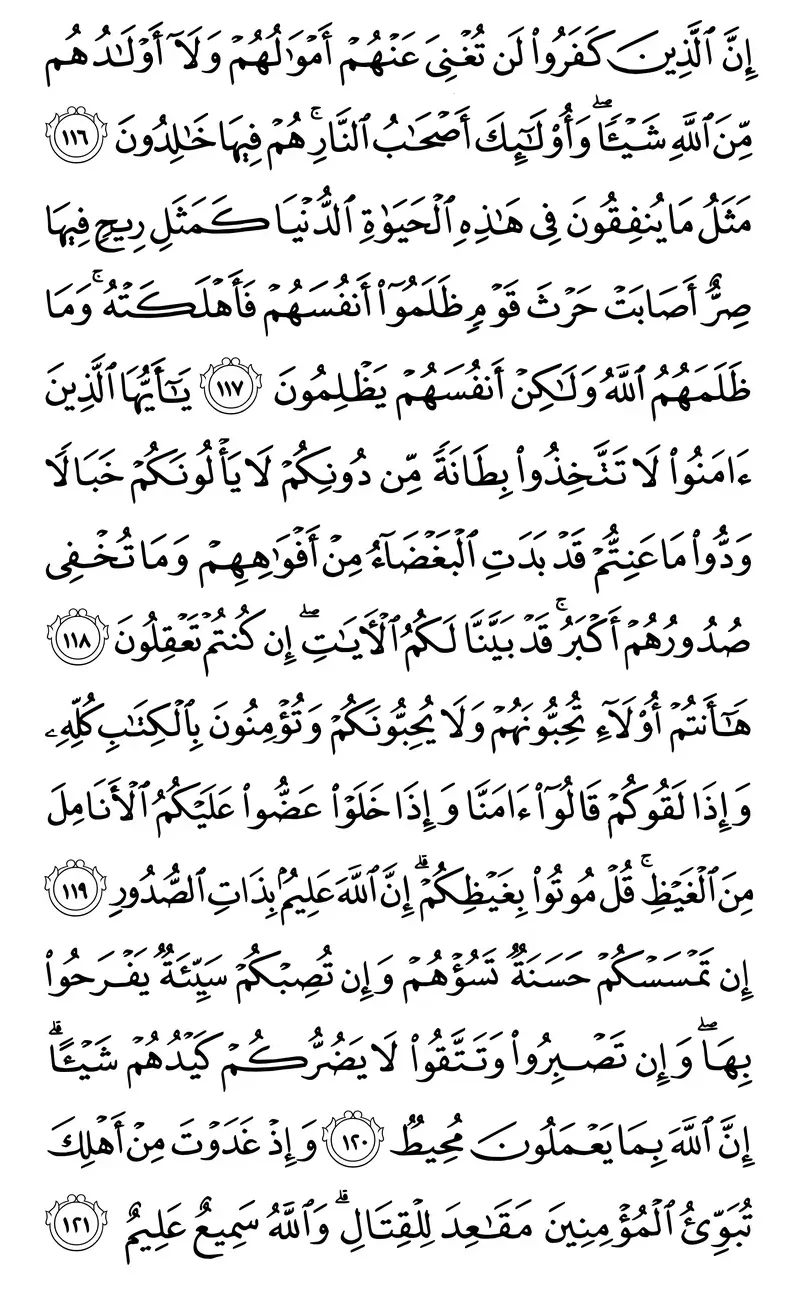 إِنَّ ٱلَّذِينَ كَفَرُوا۟ لَن تُغْنِىَ عَنْهُمْ أَمْوَٰلُهُمْ وَلَآ أَوْلَـٰدُهُم
مِّنَ ٱللَّهِ شَيْـًٔا ۖ وَأُو۟لَـٰٓئِكَ أَصْحَـٰبُ ٱلنَّارِ ۚ هُمْ فِيهَا خَـٰلِدُونَ ١١٦
مَثَلُ مَا يُنفِقُونَ فِى هَـٰذِهِ ٱلْحَيَوٰةِ ٱلدُّنْيَا كَمَثَلِ رِيحٍ فِيهَا
صِرٌّ أَصَابَتْ حَرْثَ قَوْمٍ ظَلَمُوٓا۟ أَنفُسَهُمْ فَأَهْلَكَتْهُ ۚ وَمَا
ظَلَمَهُمُ ٱللَّهُ وَلَـٰكِنْ أَنفُسَهُمْ يَظْلِمُونَ ١١٧ يَـٰٓأَيُّهَا ٱلَّذِينَ
ءَامَنُوا۟ لَا تَتَّخِذُوا۟ بِطَانَةً مِّن دُونِكُمْ لَا يَأْلُونَكُمْ خَبَالًا
وَدُّوا۟ مَا عَنِتُّمْ قَدْ بَدَتِ ٱلْبَغْضَآءُ مِنْ أَفْوَٰهِهِمْ وَمَا تُخْفِى
صُدُورُهُمْ أَكْبَرُ ۚ قَدْ بَيَّنَّا لَكُمُ ٱلْـَٔايَـٰتِ ۖ إِن كُنتُمْ تَعْقِلُونَ ١١٨
هَـٰٓأَنتُمْ أُو۟لَآءِ تُحِبُّونَهُمْ وَلَا يُحِبُّونَكُمْ وَتُؤْمِنُونَ بِٱلْكِتَـٰبِ كُلِّهِۦ
وَإِذَا لَقُوكُمْ قَالُوٓا۟ ءَامَنَّا وَإِذَا خَلَوْا۟ عَضُّوا۟ عَلَيْكُمُ ٱلْأَنَامِلَ
مِنَ ٱلْغَيْظِ ۚ قُلْ مُوتُوا۟ بِغَيْظِكُمْ ۗ إِنَّ ٱللَّهَ عَلِيمٌۢ بِذَاتِ ٱلصُّدُورِ ١١٩
إِن تَمْسَسْكُمْ حَسَنَةٌ تَسُؤْهُمْ وَإِن تُصِبْكُمْ سَيِّئَةٌ يَفْرَحُوا۟
بِهَا ۖ وَإِن تَصْبِرُوا۟ وَتَتَّقُوا۟ لَا يَضُرُّكُمْ كَيْدُهُمْ شَيْـًٔا ۗ
إِنَّ ٱللَّهَ بِمَا يَعْمَلُونَ مُحِيطٌ ١٢٠ وَإِذْ غَدَوْتَ مِنْ أَهْلِكَ
تُبَوِّئُ ٱلْمُؤْمِنِينَ مَقَـٰعِدَ لِلْقِتَالِ ۗ وَٱللَّهُ سَمِيعٌ عَلِيمٌ ١٢١